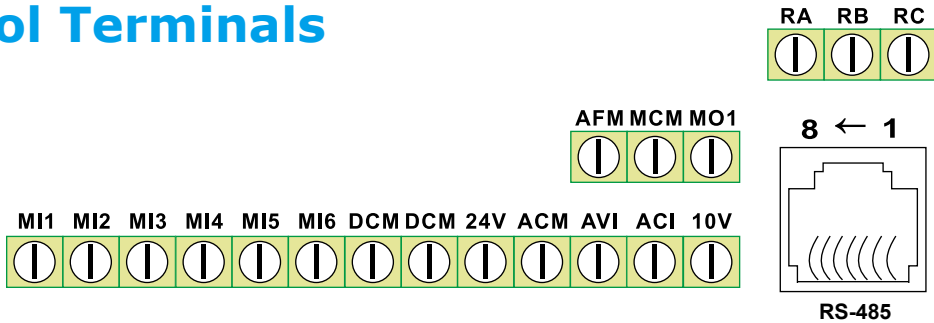 ol Terminals
RA RB RC
AFM MCM MO1
8 ← 1
MI1 MI2 MI3 MI4 MI5 MI6 DCM DCM 24V ACM AVI ACI 10V
RS-485